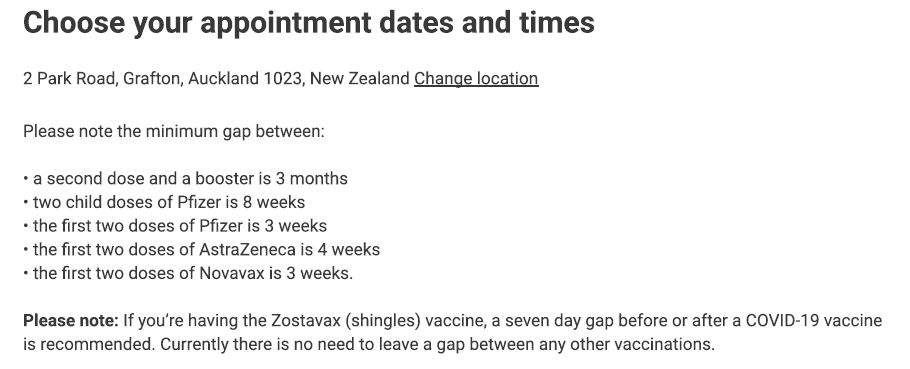 Choose your appointment dates and times
2 Park Road, Grafton, Auckland 1023, New Zealand Change location
Please note the minimum gap between:
• a second dose and a booster is 3 months
• two child doses of Pfizer is 8 weeks
• the first two doses of Pfizer is 3 weeks
• the first two doses of AstraZeneca is 4 weeks
• the first two doses of Novavax is 3 weeks.
Please note: If you’re having the Zostavax (shingles) vaccine, a seven day gap before or after a COVID-19 vaccine
is recommended. Currently there is no need to leave a gap between any other vaccinations.